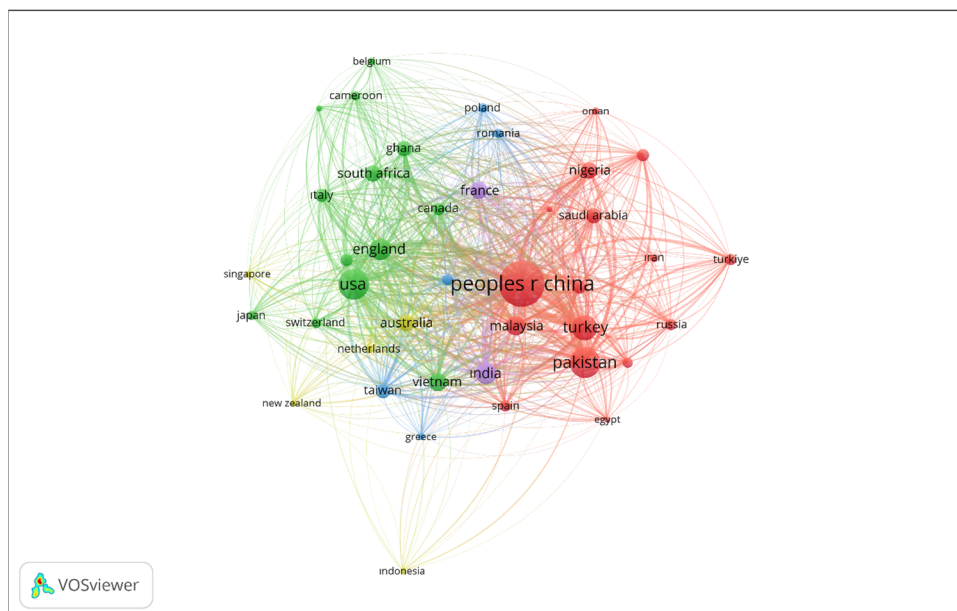 belgium
cameroon
poland
oman
romania
ghana
nigeria
south africa
france
italy
canada
saudi arabia
england
iran
turkiye
singapore
usa
peoples r china
japan
switzerland
australia
malaysia
turkey
russia
netherlands
pakistan
india
vietnam
taiwan
new zealand
spain
egypt
greece
indonesia
VOSviewer